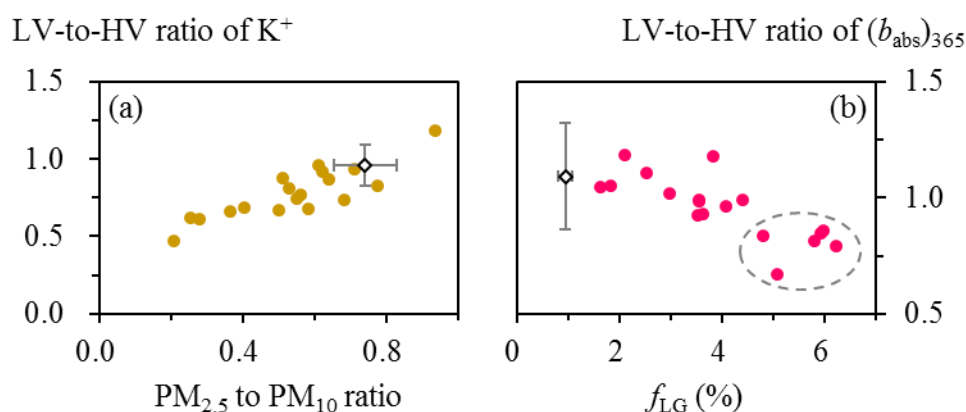 LV-to-HV ratio of K⁺
LV-to-HV ratio of (b_abs)_365
1.5
1.0
0.5
0.0
(a)
0.0 0.4 0.8
PM₂.₅ to PM₁₀ ratio
(b)
1.5
1.0
0.5
0 2 4 6
f_LG (%)